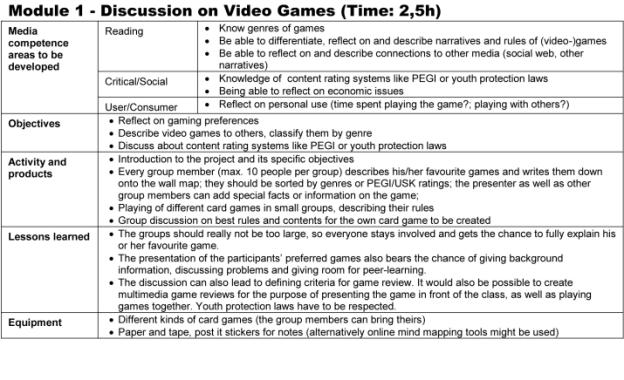 Module 1 - Discussion on Video Games (Time: 2,5h)
Media competence areas to be developed
Reading
• Know genres of games
• Be able to differentiate, reflect on and describe narratives and rules of (video-)games
• Be able to reflect on and describe connections to other media (social web, other
narratives)
Critical/Social
• Knowledge of content rating systems like PEGI or youth protection laws
• Being able to reflect on economic issues
User/Consumer
• Reflect on personal use (time spent playing the game?; playing with others?)
Objectives
• Reflect on gaming preferences
• Describe video games to others, classify them by genre
• Discuss about content rating systems like PEGI or youth protection laws
Activity and products
• Introduction to the project and its specific objectives
• Every group member (max. 10 people per group) describes his/her favourite games and writes them down
onto the wall map; they should be sorted by genres or PEGI/USK ratings; the presenter as well as other
group members can add special facts or information on the game;
• Playing of different card games in small groups, describing their rules
• Group discussion on best rules and contents for the own card game to be created
Lessons learned
• The groups should really not be too large, so everyone stays involved and gets the chance to fully explain his
or her favourite game.
• The presentation of the participants' preferred games also bears the chance of giving background
information, discussing problems and giving room for peer-learning.
• The discussion can also lead to defining criteria for game review. It would also be possible to create
multimedia game reviews for the purpose of presenting the game in front of the class, as well as playing
games together. Youth protection laws have to be respected.
Equipment
• Different kinds of card games (the group members can bring theirs)
• Paper and tape, post it stickers for notes (alternatively online mind mapping tools might be used)